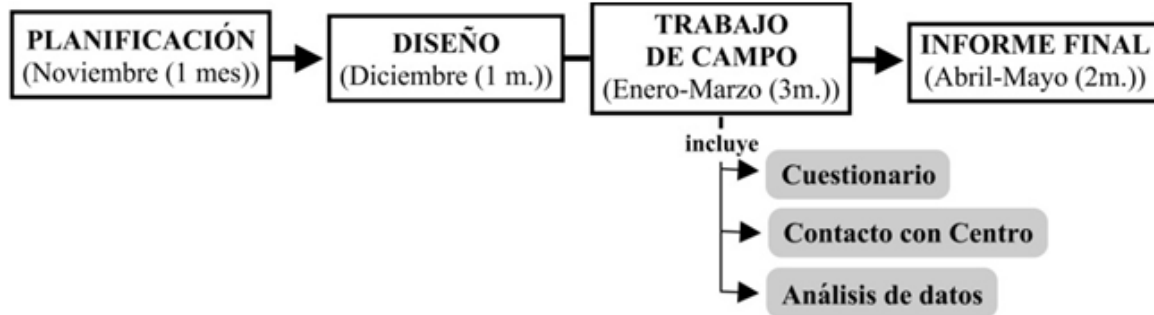 PLANIFICACIÓN
(Noviembre (1 mes))
DISEÑO
(Diciembre (1 m.))
TRABAJO
DE CAMPO
(Enero-Marzo (3m.))
INFORME FINAL
(Abril-Mayo (2m.))
incluye
Cuestionario
Contacto con Centro
Análisis de datos